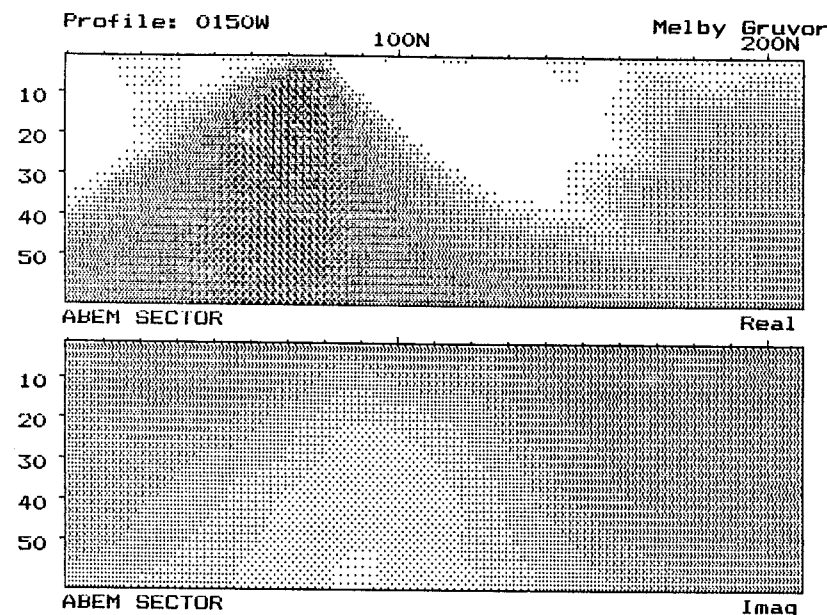 Profile: 0150W 100N Melby Gruvor
200N
10
20
30
40
50
ABEM SECTOR Real
10
20
30
40
50
ABEM SECTOR Imag